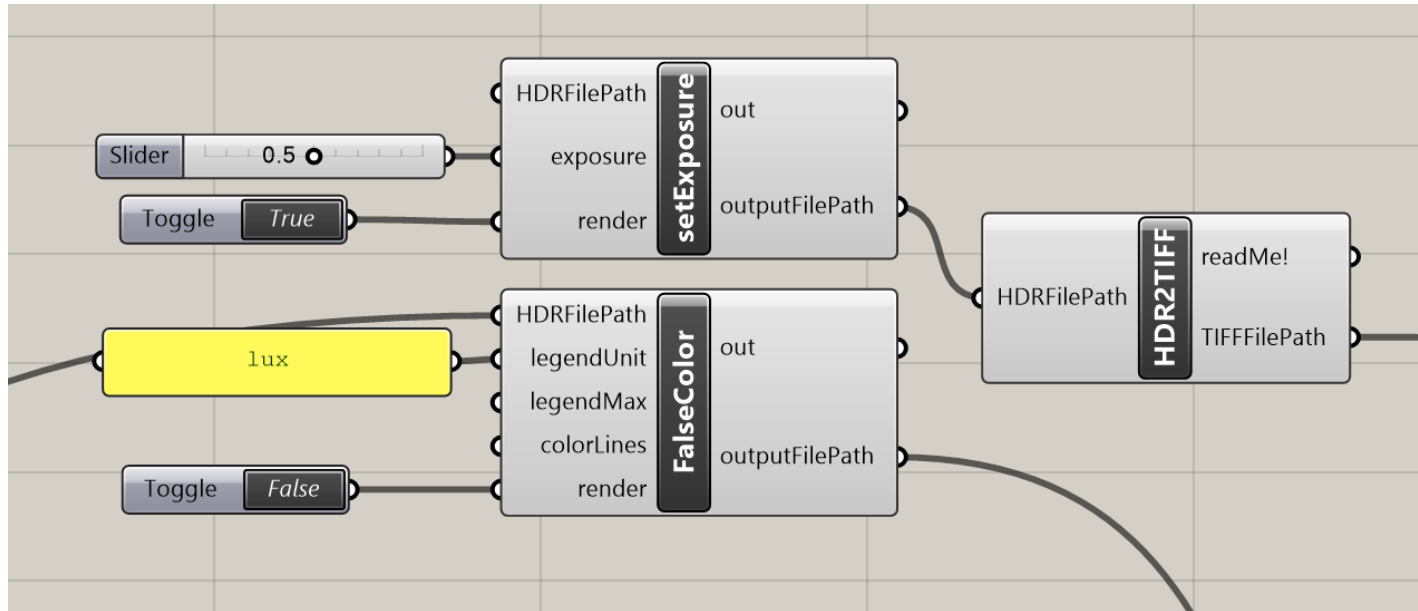 HDRFilePath
exposure
render
setExposure
out
outputFilePath
Slider 0.5
Toggle True
HDRFilePath
legendUnit
legendMax
colorLines
render
FalseColor
out
outputFilePath
lux
Toggle False
HDRFilePath
HDR2TIFF
readMe!
TIFFFilePath